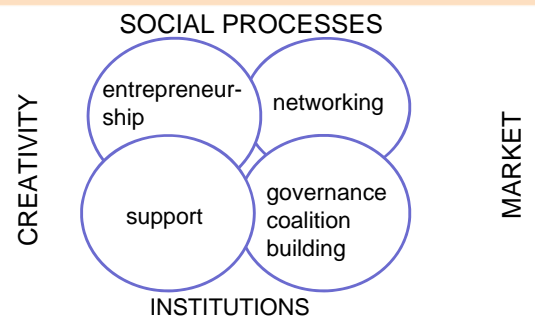 SOCIAL PROCESSES
entrepreneur-
ship
networking
CREATIVITY
MARKET
support
governance
coalition
building
INSTITUTIONS